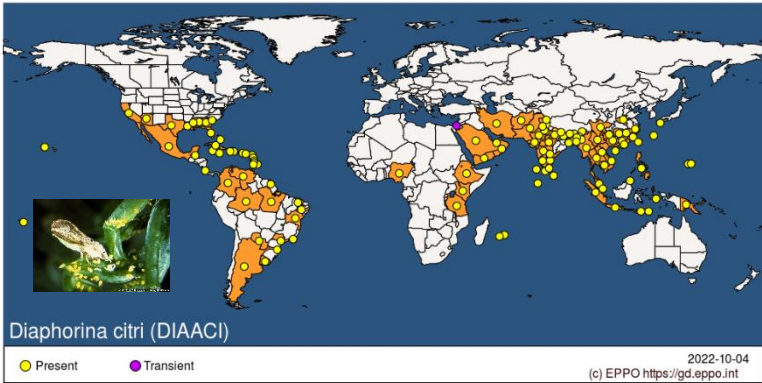 Diaphorina citri (DIAACI)
Present
Transient
2022-10-04
(c) EPPO https://gd.eppo.int